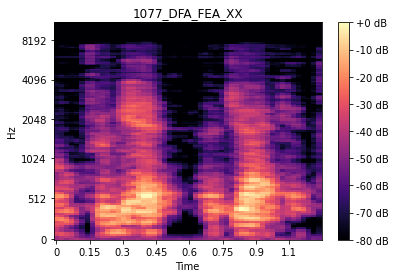 1077_DFA_FEA_XX
8192
4096
2048
1024
512
0
Hz
0
0.15
0.3
0.45
0.6
0.75
0.9
1.1
Time
+0 dB
-10 dB
-20 dB
-30 dB
-40 dB
-50 dB
-60 dB
-70 dB
-80 dB